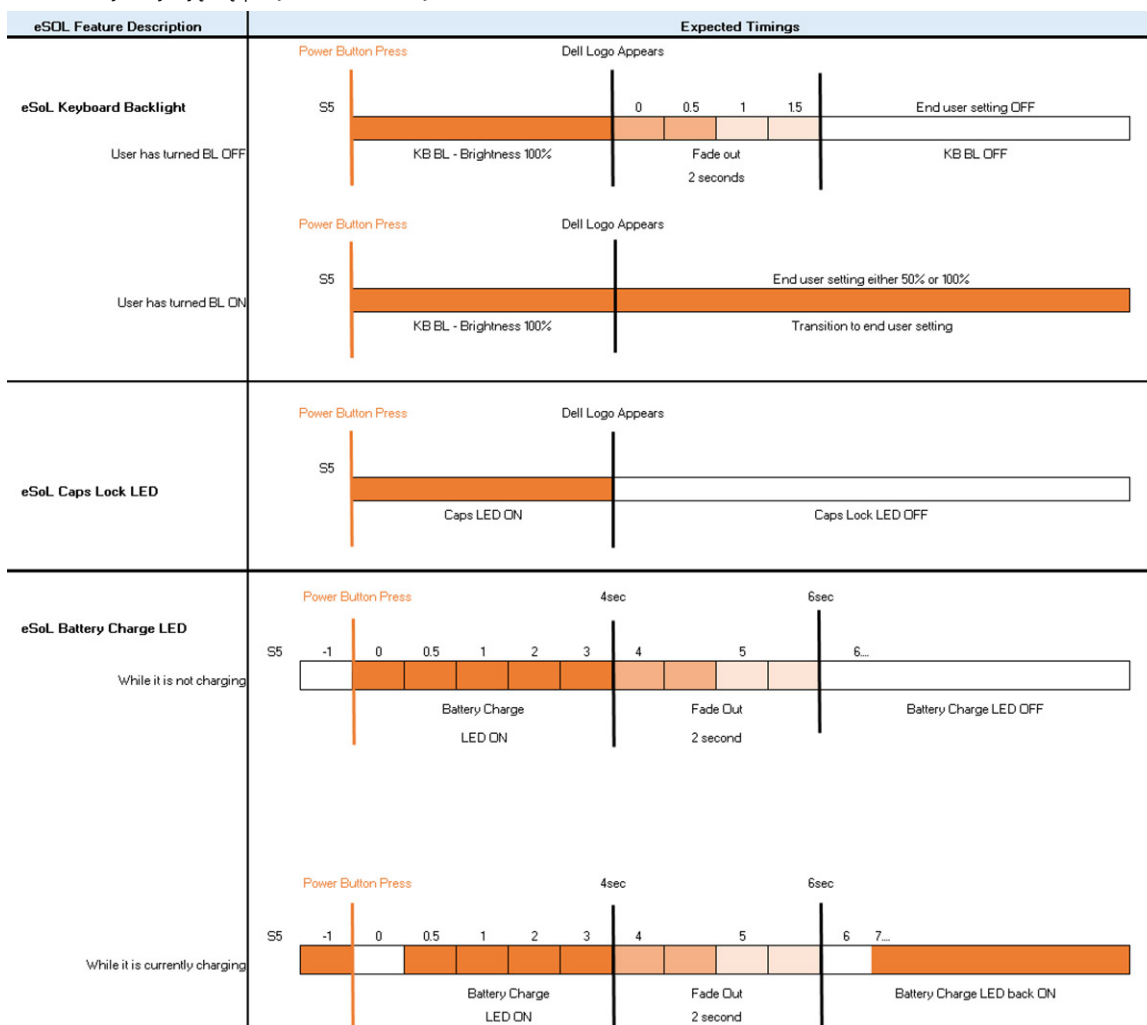 eSOL Feature Description Expected Timings
Power Button Press Dell Logo Appears
eSoL Keyboard Backlight S5 0 0.5 1 1.5 End user setting OFF
User has turned BL OFF KB BL - Brightness 100% Fade out KB BL OFF
2 seconds
Power Button Press Dell Logo Appears
S5 End user setting either 50% or 100%
User has turned BL ON
KB BL - Brightness 100% Transition to end user setting
Power Button Press Dell Logo Appears
S5
eSoL Caps Lock LED
Caps LED ON Caps Lock LED OFF
Power Button Press 4sec 6sec
eSoL Battery Charge LED
S5 -1 0 0.5 1 2 3 4 5 6...
While it is not charging
Battery Charge Fade Out Battery Charge LED OFF
LED ON 2 second
Power Button Press 4sec 6sec
S5 -1 0 0.5 1 2 3 4 5 6 7...
While it is currently charging
Battery Charge Fade Out Battery Charge LED back ON
LED ON 2 second